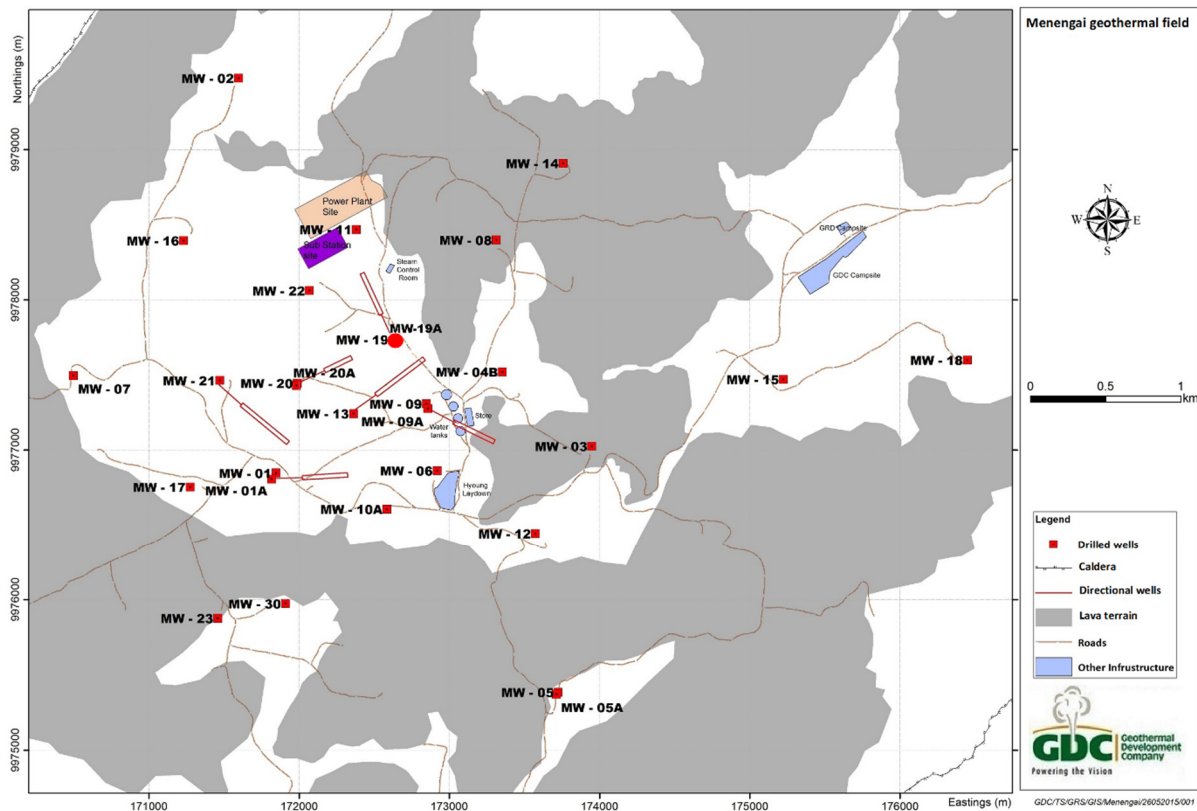 Menengai geothermal field
Northings (m)
9979000
9978000
9977000
9976000
9975000
MW - 02
MW - 14
Power Plant
Site
MW - 11
Sub Station
site
MW - 16
MW - 08
GRD Campsite
GDC Campsite
Steam
Control
Room
MW - 22
MW-19A
MW - 19
MW - 18
MW - 07
MW - 21
MW - 20
MW - 20A
MW - 04B
MW - 15
MW - 13
MW - 09
MW - 09A
Store
Water
tanks
MW - 03
MW - 01
MW - 01A
MW - 17
MW - 06
Hyoung
Laydown
MW - 10A
MW - 12
MW - 30
MW - 23
MW - 05
MW - 05A
171000
172000
173000
174000
175000
176000
Eastings (m)
N
W
E
S
0
0.5
1
km
Legend
Drilled wells
Caldera
Directional wells
Lava terrain
Roads
Other Infrustructure
GDC
Geothermal
Development
Company
Powering the Vision
GDC/TS/GRS/GIS/Menengai/26052015/001